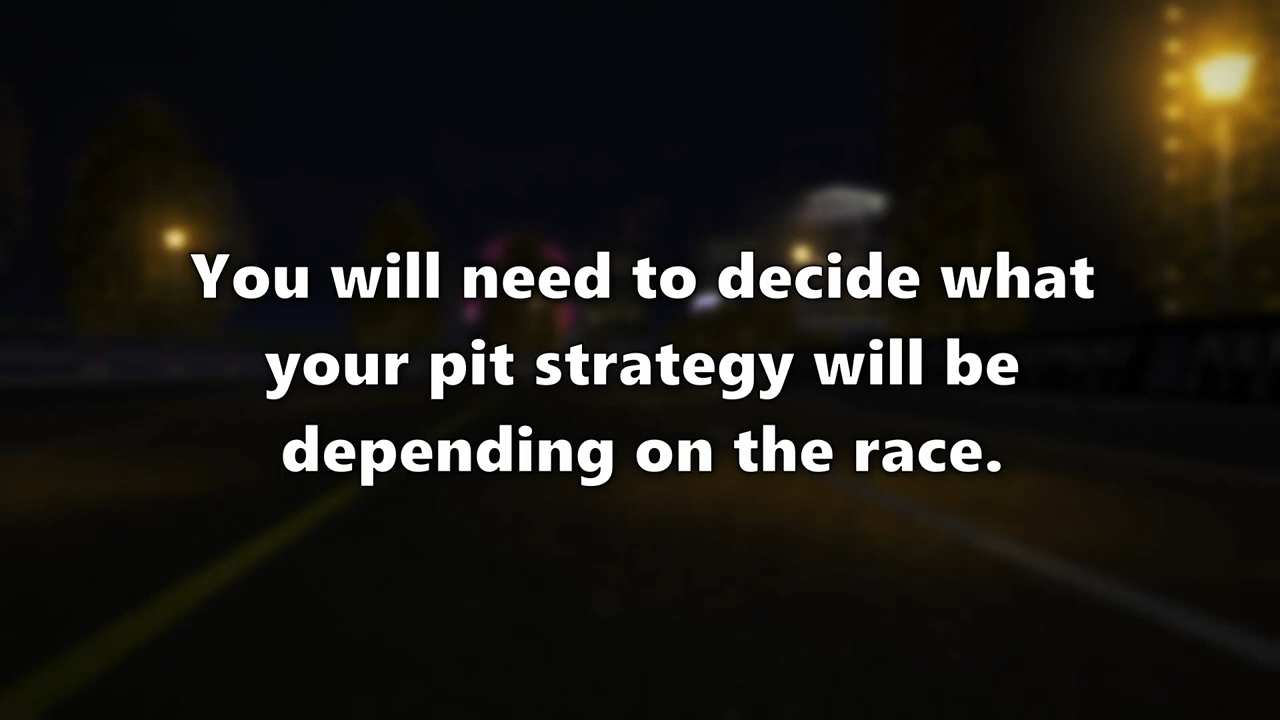 You will need to decide what
your pit strategy will be
depending on the race.